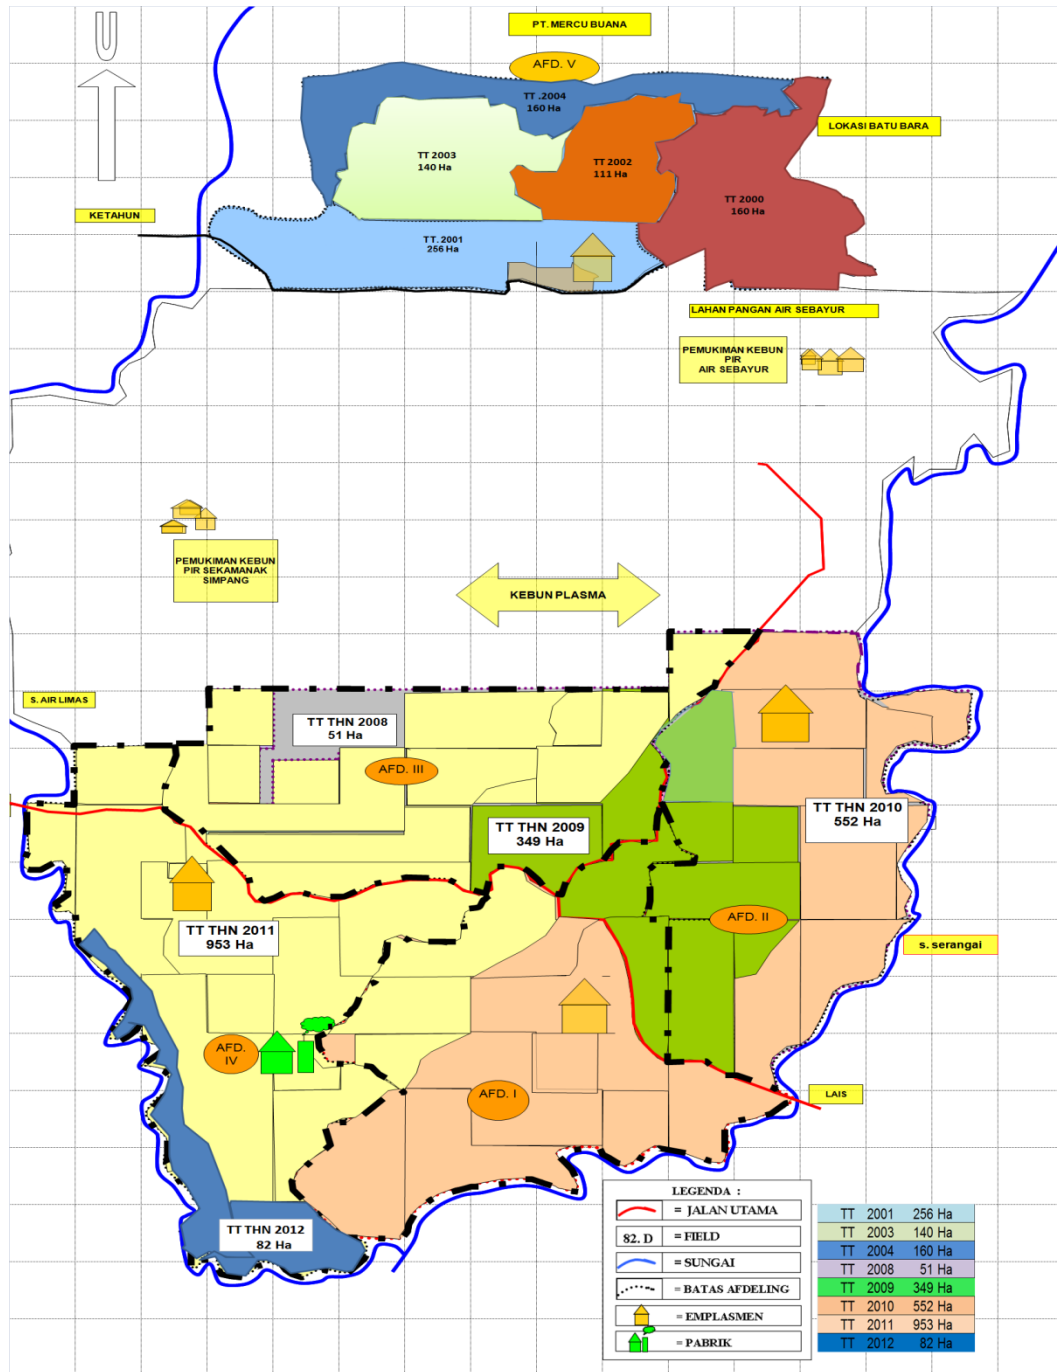 U
PT. MERCU BUANA
AFD. V
TT .2004
160 Ha
LOKASI BATU BARA
TT 2003
140 Ha
TT 2002
111 Ha
TT 2000
160 Ha
KETAHUN
TT. 2001
256 Ha
LAHAN PANGAN AIR SEBAYUR
PEMUKIMAN KEBUN
PIR
AIR SEBAYUR
PEMUKIMAN KEBUN
PIR SEKAMANAK
SIMPANG
KEBUN PLASMA
S. AIR LIMAS
TT THN 2008
51 Ha
AFD. III
TT THN 2009
349 Ha
TT THN 2010
552 Ha
TT THN 2011
953 Ha
AFD. II
s. serangai
AFD.
IV
AFD. I
LAIS
TT THN 2012
82 Ha
LEGENDA :
= JALAN UTAMA
82. D = FIELD
= SUNGAI
= BATAS AFDELING
= EMPLASMEN
= PABRIK
TT 2001 256 Ha
TT 2003 140 Ha
TT 2004 160 Ha
TT 2008 51 Ha
TT 2009 349 Ha
TT 2010 552 Ha
TT 2011 953 Ha
TT 2012 82 Ha